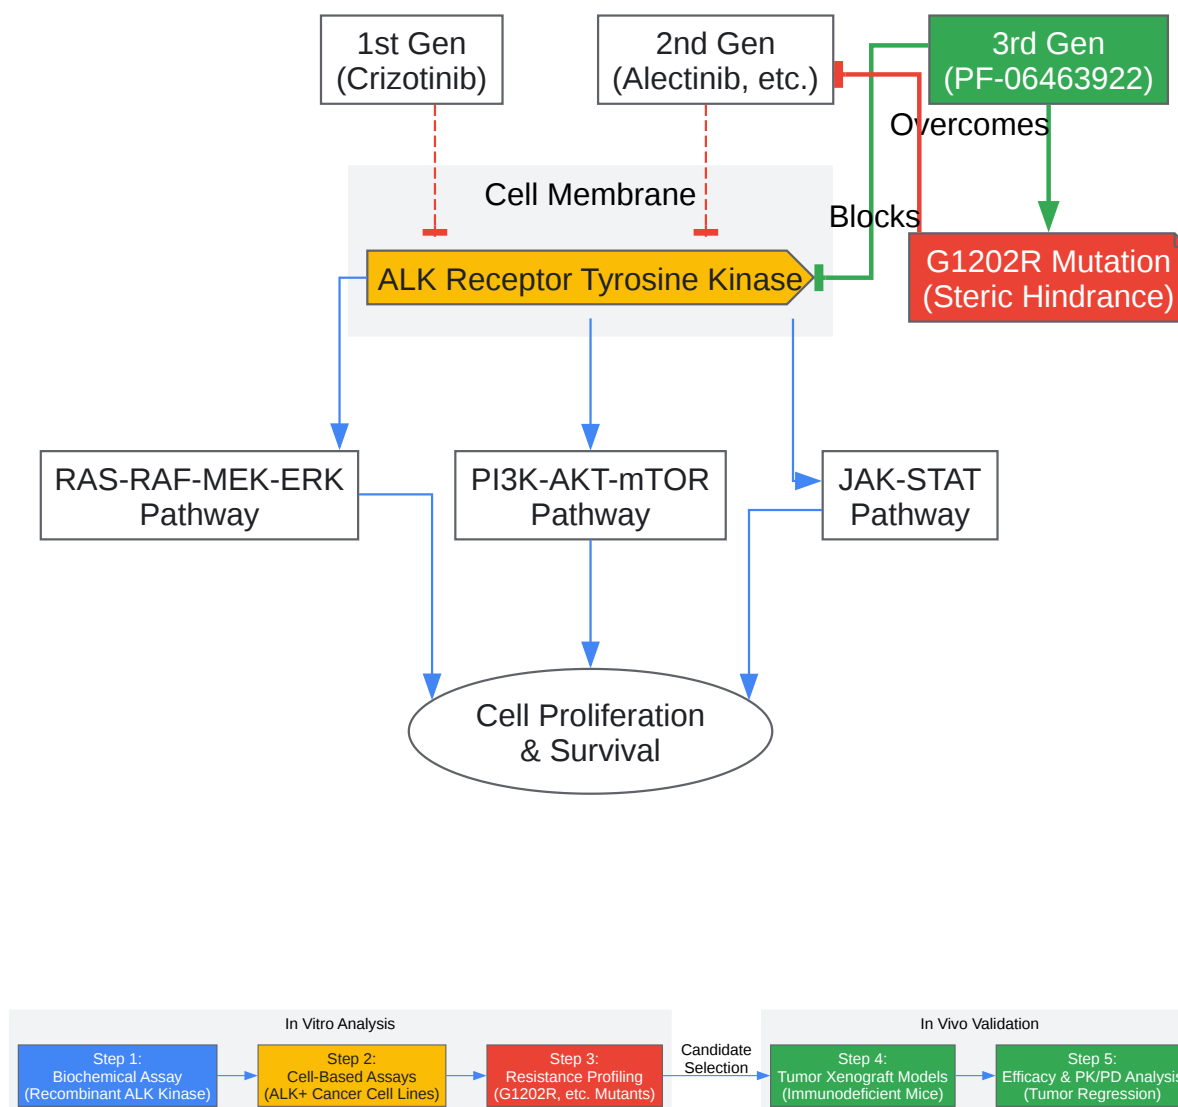 1st Gen
(Crizotinib)
2nd Gen
(Alectinib, etc.)
3rd Gen
(PF-06463922)
Overcomes
Cell Membrane
Blocks
ALK Receptor Tyrosine Kinase
G1202R Mutation
(Steric Hindrance)
RAS-RAF-MEK-ERK
Pathway
PI3K-AKT-mTOR
Pathway
JAK-STAT
Pathway
Cell Proliferation
& Survival
In Vitro Analysis
Step 1:
Biochemical Assay
(Recombinant ALK Kinase)
Step 2:
Cell-Based Assays
(ALK+ Cancer Cell Lines)
Step 3:
Resistance Profiling
(G1202R, etc. Mutants)
Candidate
Selection
In Vivo Validation
Step 4:
Tumor Xenograft Models
(Immunodeficient Mice)
Step 5:
Efficacy & PK/PD Analysis
(Tumor Regression)